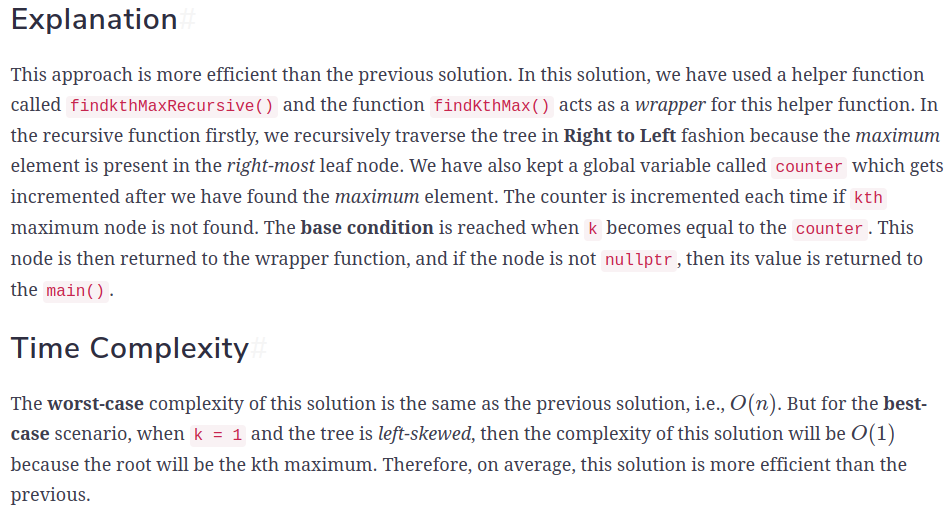 Explanation#
This approach is more efficient than the previous solution. In this solution, we have used a helper function
called findkthMaxRecursive() and the function findKthMax() acts as a wrapper for this helper function. In
the recursive function firstly, we recursively traverse the tree in Right to Left fashion because the maximum
element is present in the right-most leaf node. We have also kept a global variable called counter which gets
incremented after we have found the maximum element. The counter is incremented each time if kth
maximum node is not found. The base condition is reached when k becomes equal to the counter. This
node is then returned to the wrapper function, and if the node is not nullptr, then its value is returned to
the main().
Time Complexity#
The worst-case complexity of this solution is the same as the previous solution, i.e., O(n). But for the best-
case scenario, when k = 1 and the tree is left-skewed, then the complexity of this solution will be O(1)
because the root will be the kth maximum. Therefore, on average, this solution is more efficient than the
previous.